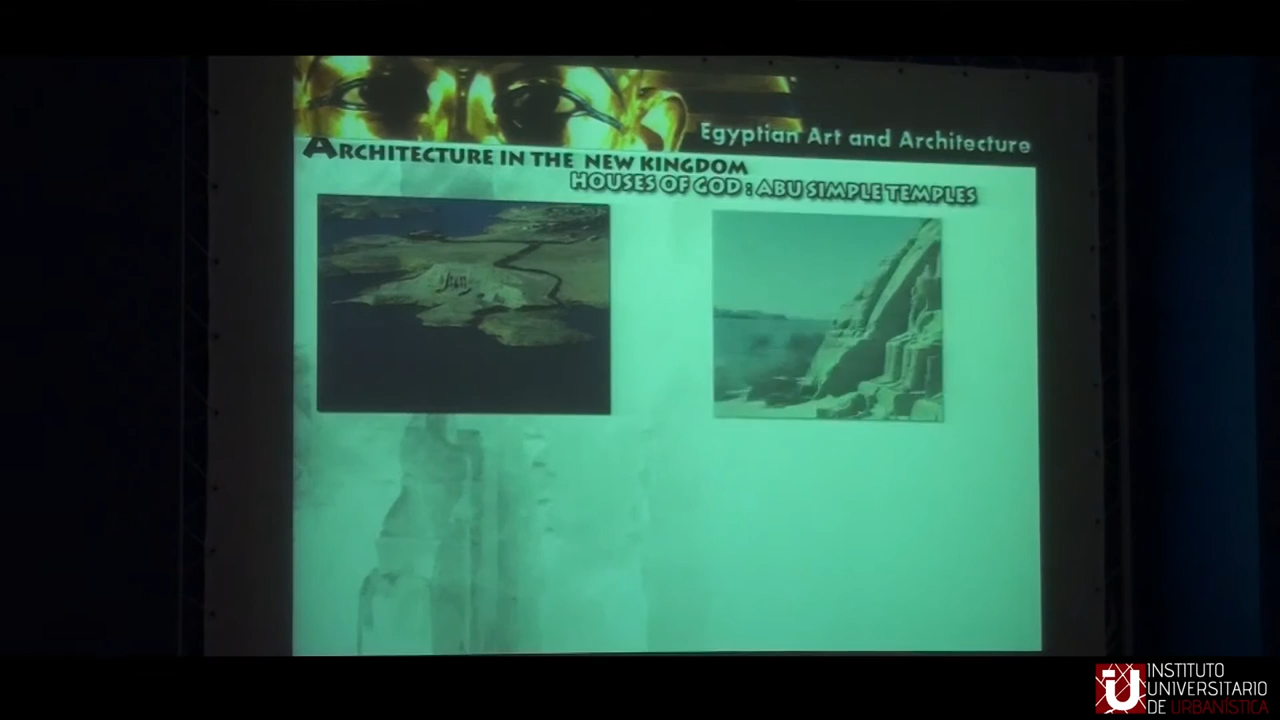 Egyptian Art and Architecture
ARCHITECTURE IN THE NEW KINGDOM
HOUSES OF GOD : ABU SIMPLE TEMPLES
INSTITUTO
UNIVERSITARIO
DE URBANÍSTICA